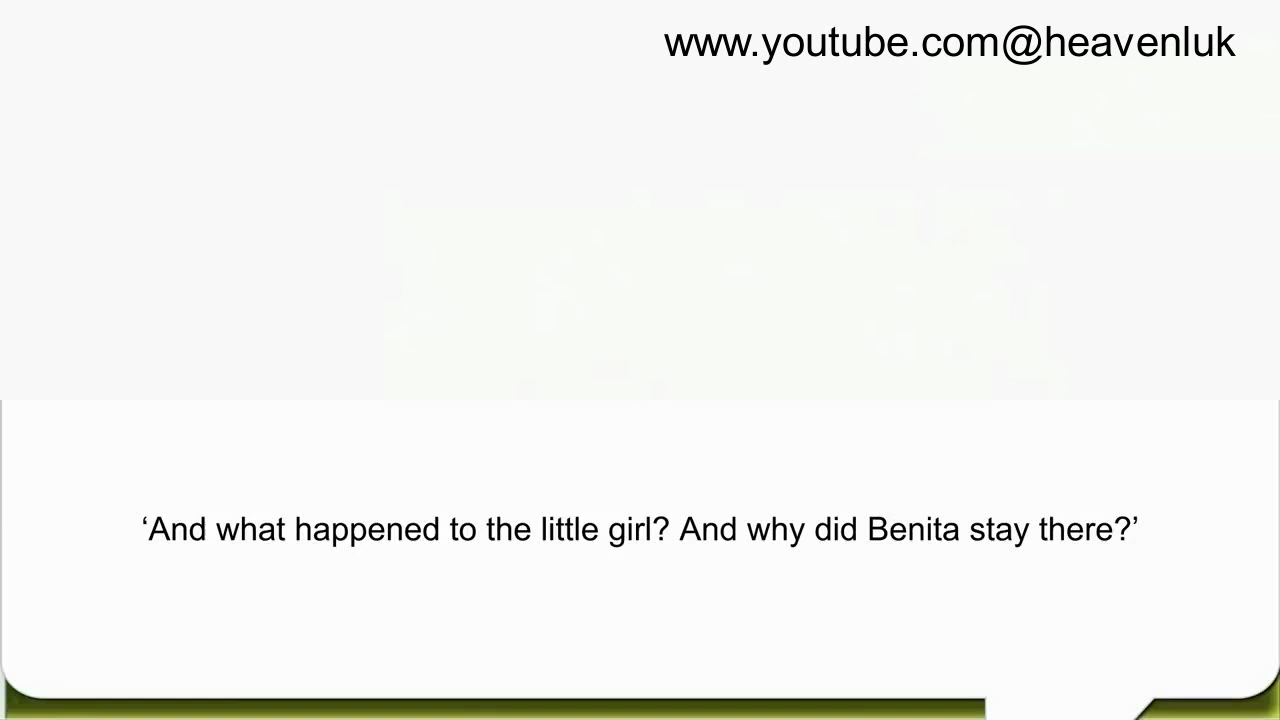 www.youtube.com@heavenluk
‘And what happened to the little girl? And why did Benita stay there?’